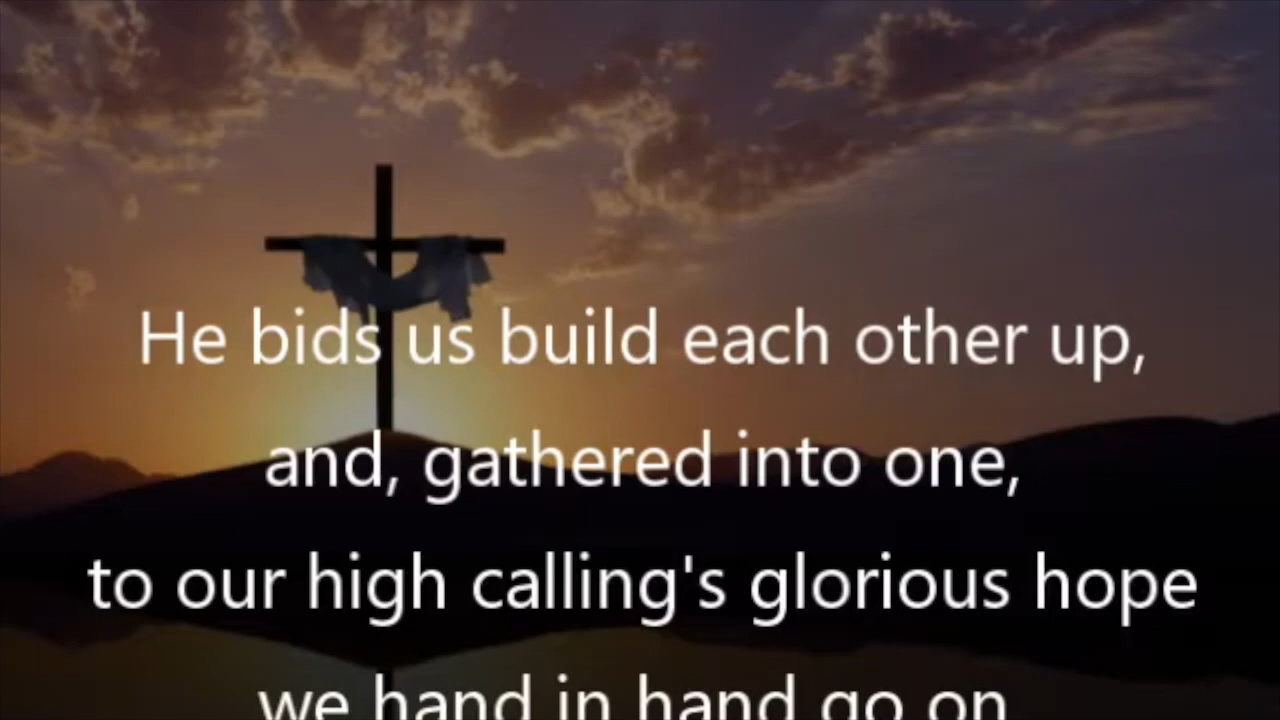 He bids us build each other up,
and, gathered into one,
to our high calling's glorious hope
we hand in hand go on